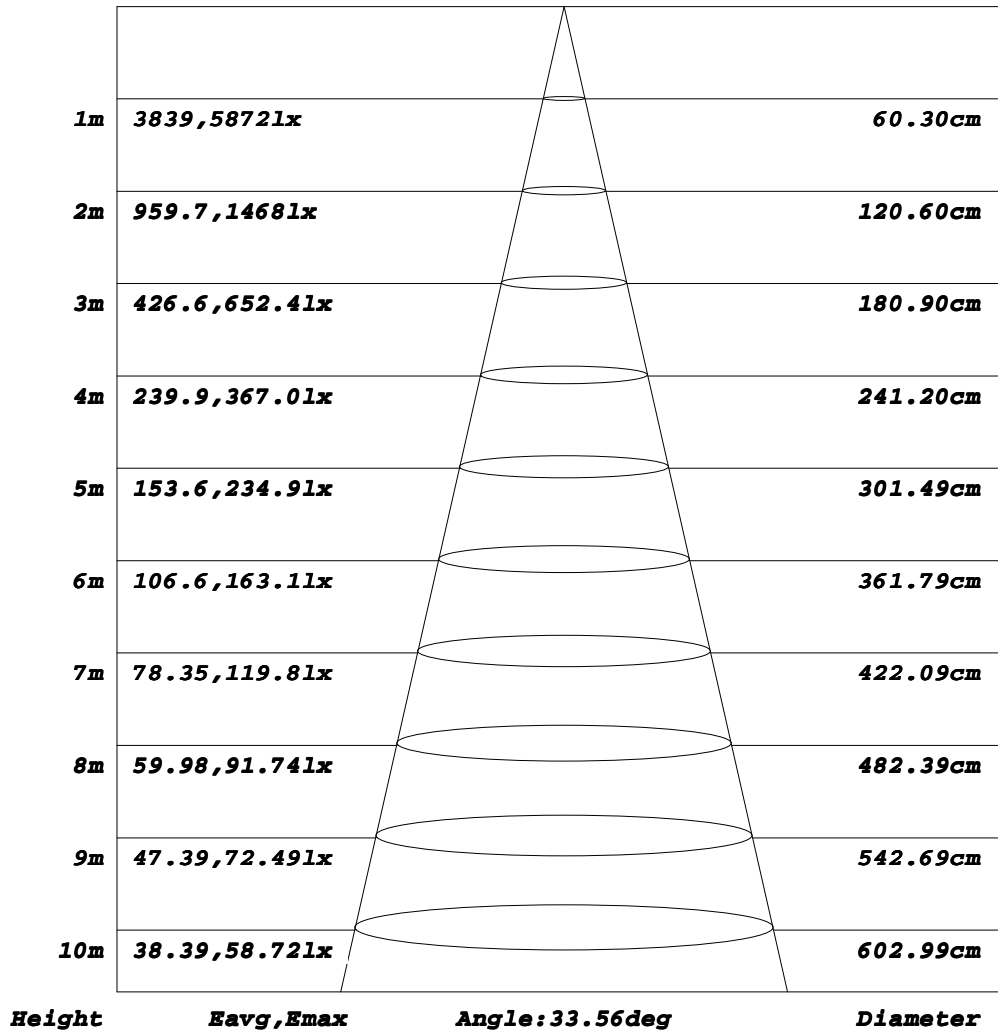 1m 3839,5872lx 60.30cm
2m 959.7,1468lx 120.60cm
3m 426.6,652.4lx 180.90cm
4m 239.9,367.0lx 241.20cm
5m 153.6,234.9lx 301.49cm
6m 106.6,163.1lx 361.79cm
7m 78.35,119.8lx 422.09cm
8m 59.98,91.74lx 482.39cm
9m 47.39,72.49lx 542.69cm
10m 38.39,58.72lx 602.99cm
Height Eavg,Emax Angle:33.56deg Diameter